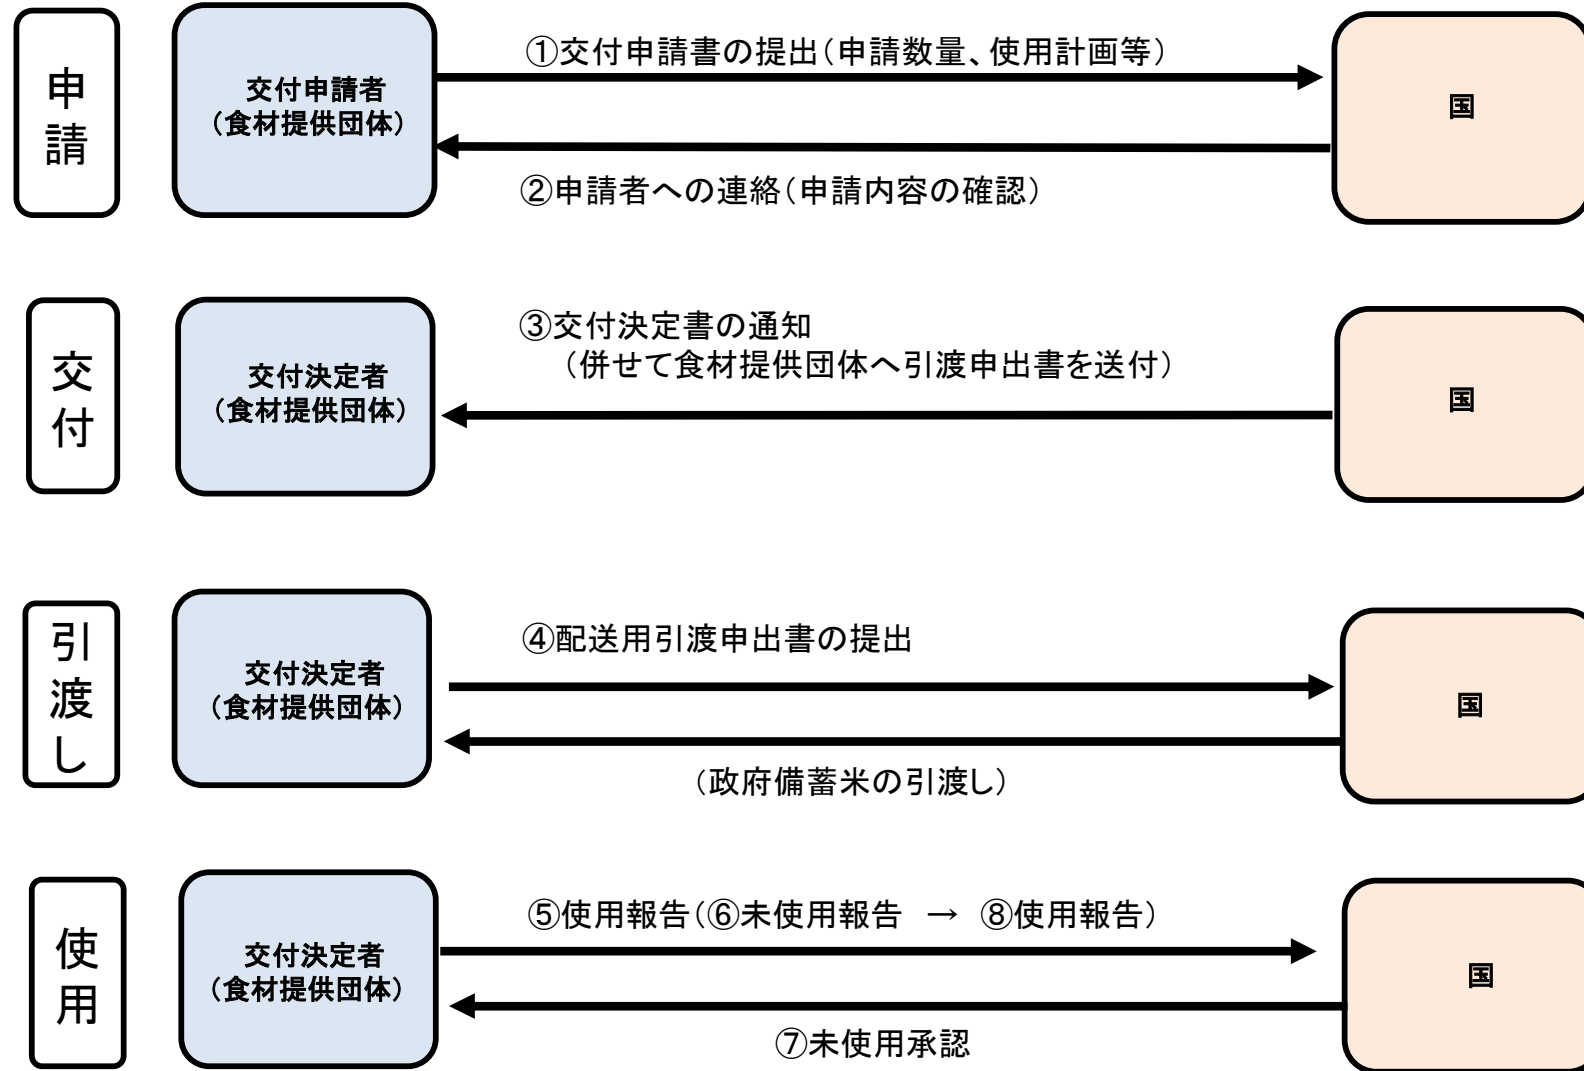 申請
交付申請者
（食材提供団体）
①交付申請書の提出（申請数量、使用計画等）
②申請者への連絡（申請内容の確認）
国
交付
交付決定者
（食材提供団体）
③交付決定書の通知
（併せて食材提供団体へ引渡申出書を送付）
国
引渡し
交付決定者
（食材提供団体）
④配送用引渡申出書の提出
（政府備蓄米の引渡し）
国
使用
交付決定者
（食材提供団体）
⑤使用報告（⑥未使用報告　→　⑧使用報告）
⑦未使用承認
国